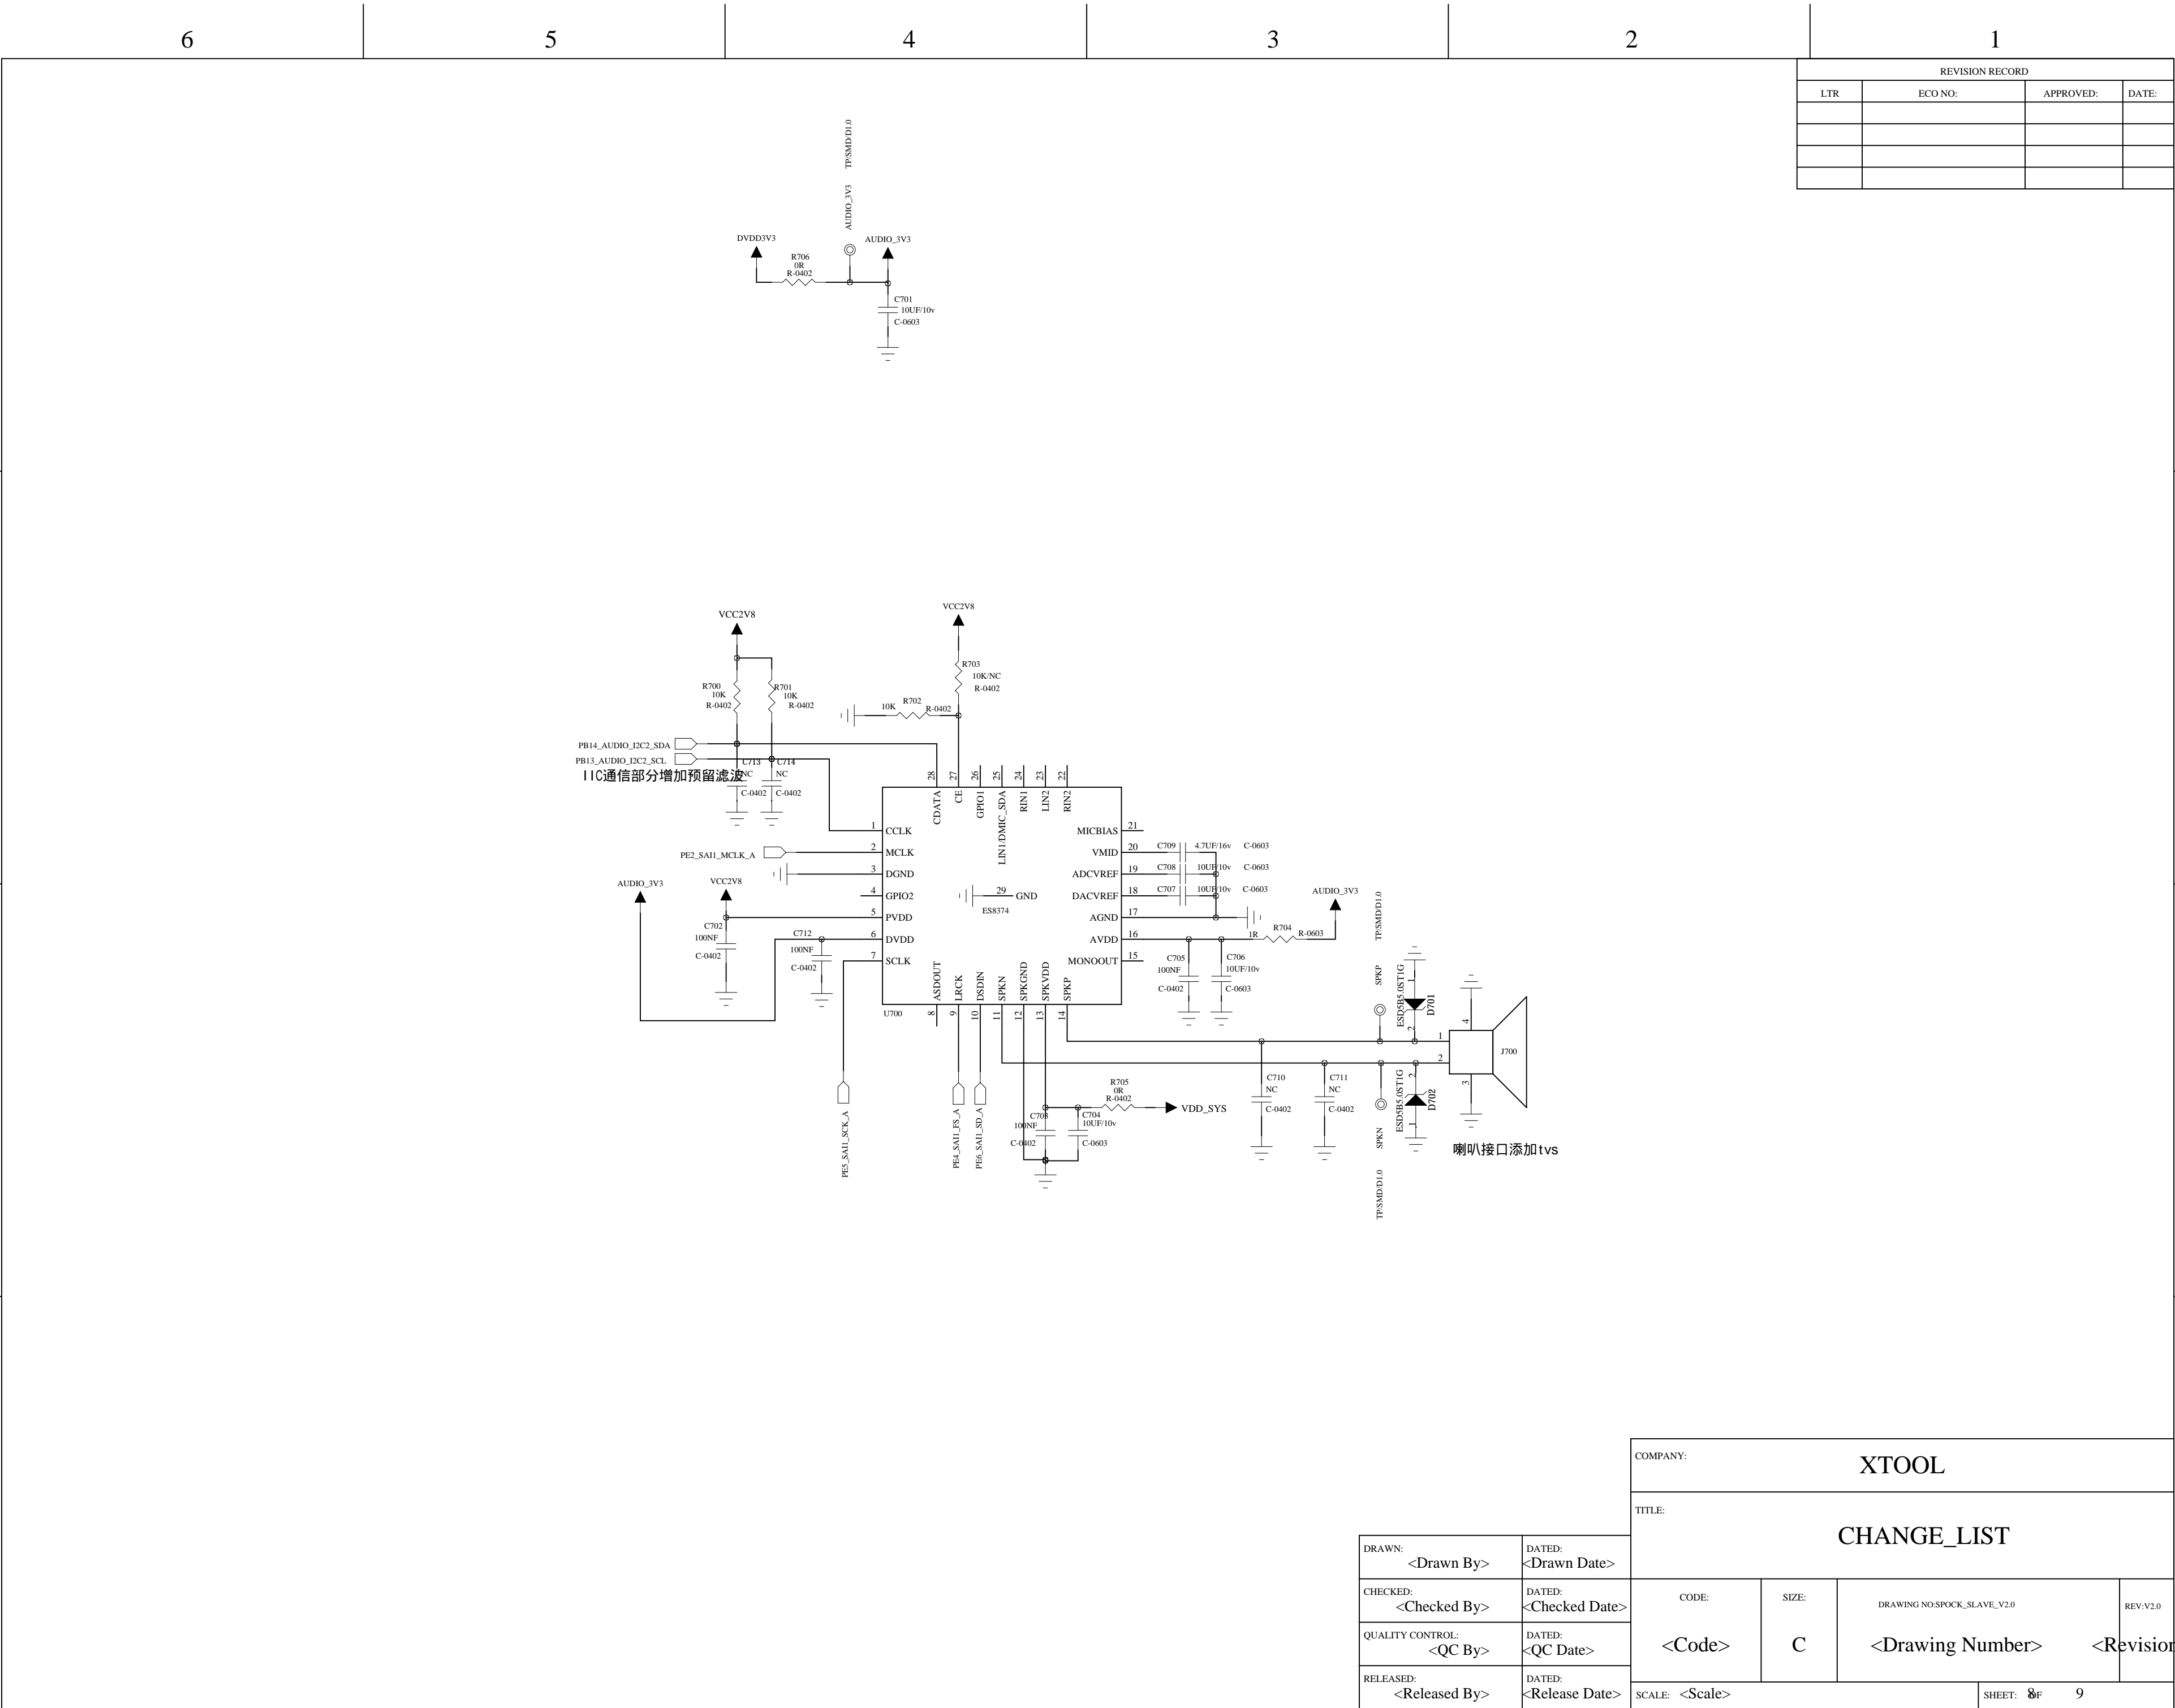 6 5 4 3 2 1
REVISION RECORD
LTR ECO NO: APPROVED: DATE:
TP/SMD/D1.0
AUDIO_3V3
DVDD3V3
AUDIO_3V3
R706
0R
R-0402
C701
10UF/10v
C-0603
VCC2V8
VCC2V8
R700
10K
R-0402
R701
10K
R-0402
R703
10K/NC
R-0402
10K R702 R-0402
PB14_AUDIO_I2C2_SDA
PB13_AUDIO_I2C2_SCL
IIC通信部分增加预留滤波
C713
NC
C-0402
C714
NC
C-0402
28 27 26 25 24 23 22
CDATA
CE
GPIO1
LIN1/DMIC_SDA
RIN1
LIN2
RIN2
1 CCLK
2 MCLK
3 DGND
4 GPIO2
5 PVDD
6 DVDD
7 SCLK
MICBIAS 21
VMID 20
ADCVREF 19
DACVREF 18
AGND 17
AVDD 16
MONOOUT 15
29 GND
ES8374
ASDOUT
LRCK
DSDIN
SPKN
SPKGND
SPKVDD
SPKP
U700
8 9 10 11 12 13 14
PE2_SAI1_MCLK_A
AUDIO_3V3
VCC2V8
C702
100NF
C-0402
C712
100NF
C-0402
C709 4.7UF/16v C-0603
C708 10UF/10v C-0603
C707 10UF/10v C-0603
AUDIO_3V3
1R R704 R-0603
C705
100NF
C-0402
C706
10UF/10v
C-0603
TP/SMD/D1.0
SPKP
ESD5B5.0ST1G
D701
1
2
1
2
4
3
J700
ESD5B5.0ST1G
D702
2
1
SPKN
TP/SMD/D1.0
喇叭接口添加tvs
C710
NC
C-0402
C711
NC
C-0402
R705
0R
R-0402
VDD_SYS
C703
100NF
C-0402
C704
10UF/10v
C-0603
PE5_SAI1_SCK_A
PE4_SAI1_FS_A
PE6_SAI1_SD_A
COMPANY: XTOOL
TITLE:
CHANGE_LIST
DRAWN: <Drawn By> DATED: <Drawn Date>
CHECKED: <Checked By> DATED: <Checked Date>
QUALITY CONTROL: <QC By> DATED: <QC Date>
RELEASED: <Released By> DATED: <Release Date>
CODE: SIZE: DRAWING NO:SPOCK_SLAVE_V2.0 REV:V2.0
<Code> C <Drawing Number> <Revision
SCALE: <Scale> SHEET: 8 OF 9